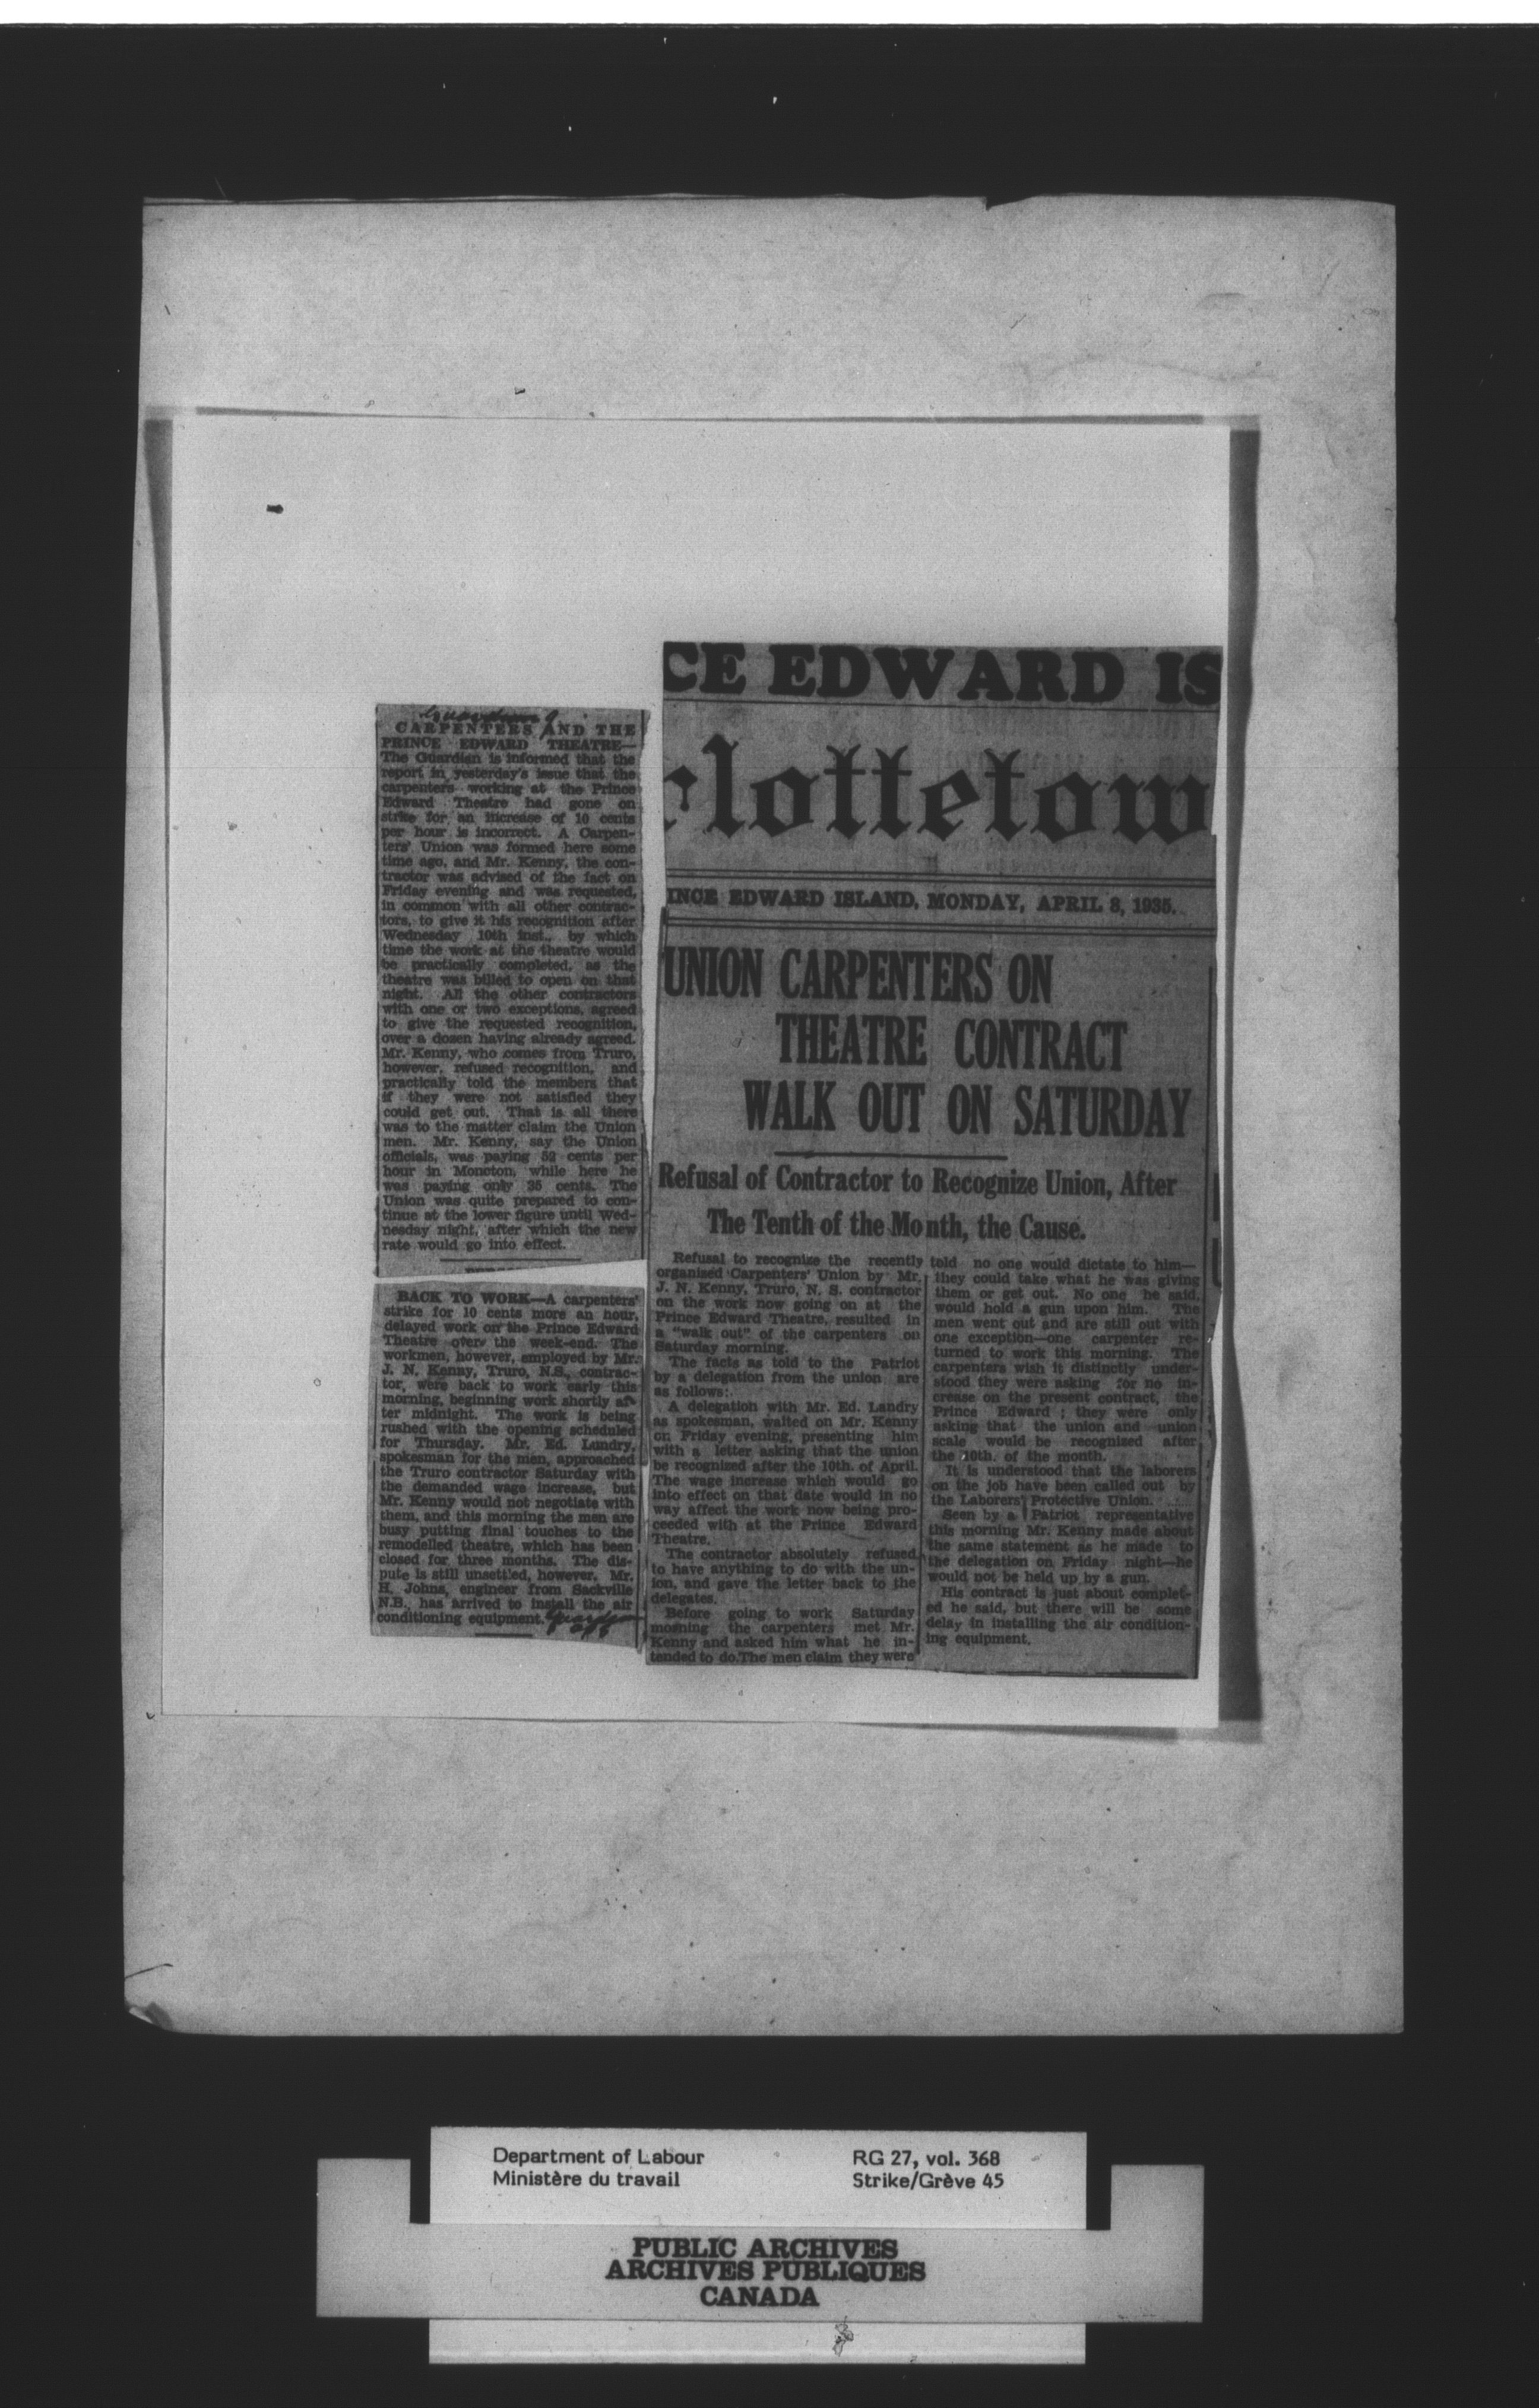 Guardian 9
CARPENTERS AND THE
PRINCE EDWARD THEATRE—
The Guardian is informed that the
report in yesterday's issue that the
carpenters working at the Prince
Edward Theatre had gone on
strike for an increase of 10 cents
per hour is incorrect. A Carpen-
ters' Union was formed here some
time ago, and Mr. Kenny, the con-
tractor was advised of the fact on
Friday evening and was requested,
in common with all other contrac-
tors, to give it his recognition after
Wednesday 10th inst., by which
time the work at the theatre would
be practically completed, as the
theatre was billed to open on that
night. All the other contractors
with one or two exceptions, agreed
to give the requested recognition,
over a dozen having already agreed.
Mr. Kenny, who comes from Truro,
however, refused recognition, and
practically told the members that
if they were not satisfied they
could get out. That is all there
was to the matter claim the Union
men. Mr. Kenny, say the Union
officials, was paying 52 cents per
hour in Moncton, while here he
was paying only 35 cents. The
Union was quite prepared to con-
tinue at the lower figure until Wed-
nesday night, after which the new
rate would go into effect.
BACK TO WORK—A carpenters'
strike for 10 cents more an hour,
delayed work on the Prince Edward
Theatre over the week-end. The
workmen, however, employed by Mr.
J. N. Kenny, Truro, N.S., contrac-
tor, were back to work early this
morning, beginning work shortly af-
ter midnight. The work is being
rushed with the opening scheduled
for Thursday. Mr. Ed. Lundry,
spokesman for the men, approached
the Truro contractor Saturday with
the demanded wage increase, but
Mr. Kenny would not negotiate with
them, and this morning the men are
busy putting final touches to the
remodelled theatre, which has been
closed for three months. The dis-
pute is still unsettled, however. Mr.
H. Johns, engineer from Sackville
N.B., has arrived to install the air
conditioning equipment. Guardian
CE EDWARD IS
rlottetow
INCE EDWARD ISLAND, MONDAY, APRIL 8, 1935.
UNION CARPENTERS ON
THEATRE CONTRACT
WALK OUT ON SATURDAY
Refusal of Contractor to Recognize Union, After
The Tenth of the Month, the Cause.
Refusal to recognize the recently
organised Carpenters' Union by Mr.
J. N. Kenny, Truro, N. S. contractor
on the work now going on at the
Prince Edward Theatre, resulted in
a "walk out" of the carpenters on
Saturday morning.
The facts as told to the Patriot
by a delegation from the union are
as follows:
A delegation with Mr. Ed. Landry
as spokesman, waited on Mr. Kenny
on Friday evening, presenting him
with a letter asking that the union
be recognized after the 10th. of April.
The wage increase which would go
into effect on that date would in no
way affect the work now being pro-
ceeded with at the Prince Edward
Theatre.
The contractor absolutely refused
to have anything to do with the un-
ion, and gave the letter back to the
delegates.
Before going to work Saturday
morning the carpenters met Mr.
Kenny and asked him what he in-
tended to do.The men claim they were
told no one would dictate to him—
they could take what he was giving
them or get out. No one he said,
would hold a gun upon him. The
men went out and are still out with
one exception—one carpenter re-
turned to work this morning. The
carpenters wish it distinctly under-
stood they were asking for no in-
crease on the present contract, the
Prince Edward ; they were only
asking that the union and union
scale would be recognized after
the 10th. of the month.
It is understood that the laborers
on the job have been called out by
the Laborers' Protective Union.
Seen by a Patriot representative
this morning Mr. Kenny made about
the same statement as he made to
the delegation on Friday night—he
would not be held up by a gun.
His contract is just about complet-
ed he said, but there will be some
delay in installing the air condition-
ing equipment.
Department of Labour
Ministère du travail
RG 27, vol. 368
Strike/Grève 45
PUBLIC ARCHIVES
ARCHIVES PUBLIQUES
CANADA